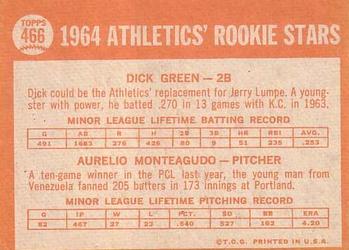 TOPPS
466
1964 ATHLETICS' ROOKIE STARS
DICK GREEN — 2B
Dick could be the Athletics' replacement for Jerry Lumpe. A young-
ster with power, he batted .270 in 13 games with K.C. in 1963.
MINOR LEAGUE LIFETIME BATTING RECORD
G AB R H 2B 3B HR RBI AVG.
491 1683 276 426 80 9 51 235 .253
AURELIO MONTEAGUDO — PITCHER
A ten-game winner in the PCL last year, the young man from
Venezuela fanned 205 batters in 173 innings at Portland.
MINOR LEAGUE LIFETIME PITCHING RECORD
G IP W L PCT. SO BB ERA
82 467 27 23 .540 527 162 4.20
©T.C.G. PRINTED IN U.S.A.